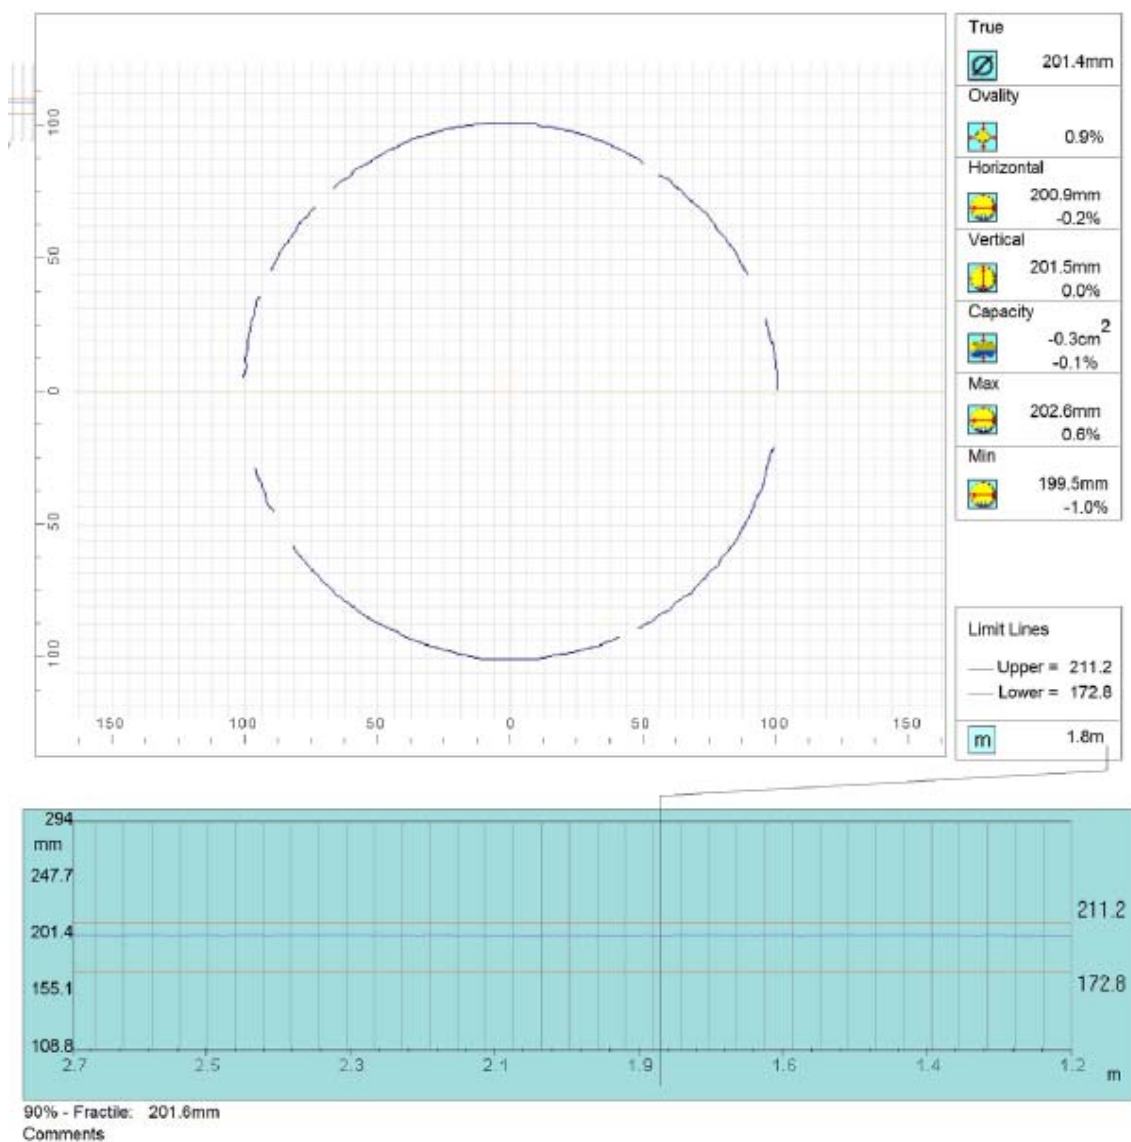 True
201.4mm
Ovality
0.9%
Horizontal
200.9mm
-0.2%
Vertical
201.5mm
0.0%
Capacity
-0.3cm2
-0.1%
Max
202.6mm
0.6%
Min
199.5mm
-1.0%
100
50
0
50
100
150 100 50 0 50 100 150
Limit Lines
Upper = 211.2
Lower = 172.8
m 1.8m
294
mm
247.7
201.4
155.1
108.8
211.2
172.8
2.7 2.5 2.3 2.1 1.9 1.6 1.4 1.2 m
90% - Fractile: 201.6mm
Comments